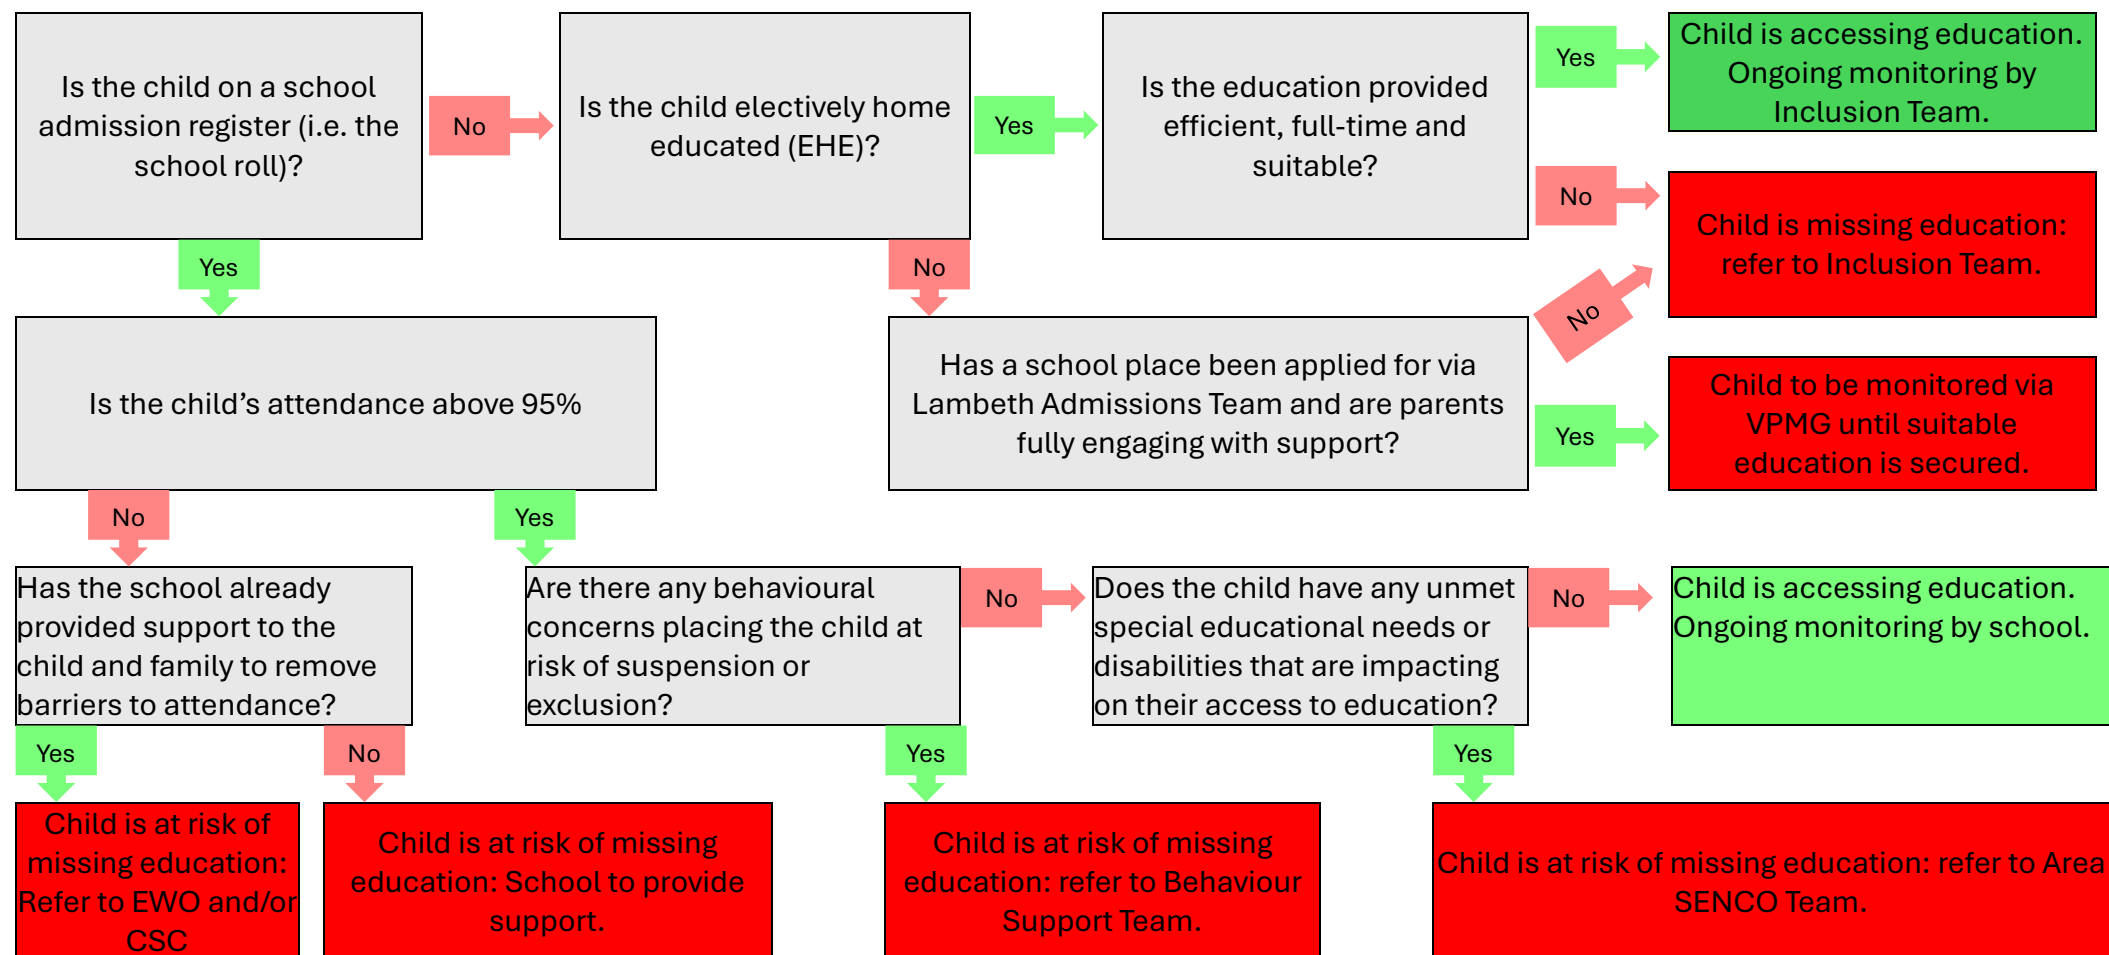 Is the child on a school
admission register (i.e. the
school roll)?
No
Is the child electively home
educated (EHE)?
Yes
Is the education provided
efficient, full-time and
suitable?
Yes
Child is accessing education.
Ongoing monitoring by
Inclusion Team.
No
Child is missing education:
refer to Inclusion Team.
Yes
No
Is the child’s attendance above 95%
Has a school place been applied for via
Lambeth Admissions Team and are parents
fully engaging with support?
No
Yes
Child to be monitored via
VPMG until suitable
education is secured.
No
Yes
Has the school already
provided support to the
child and family to remove
barriers to attendance?
Are there any behavioural
concerns placing the child at
risk of suspension or
exclusion?
No
Does the child have any unmet
special educational needs or
disabilities that are impacting
on their access to education?
No
Child is accessing education.
Ongoing monitoring by school.
Yes
No
Yes
Yes
Child is at risk of
missing education:
Refer to EWO and/or
CSC
Child is at risk of missing
education: School to provide
support.
Child is at risk of missing
education: refer to Behaviour
Support Team.
Child is at risk of missing education: refer to Area
SENCO Team.